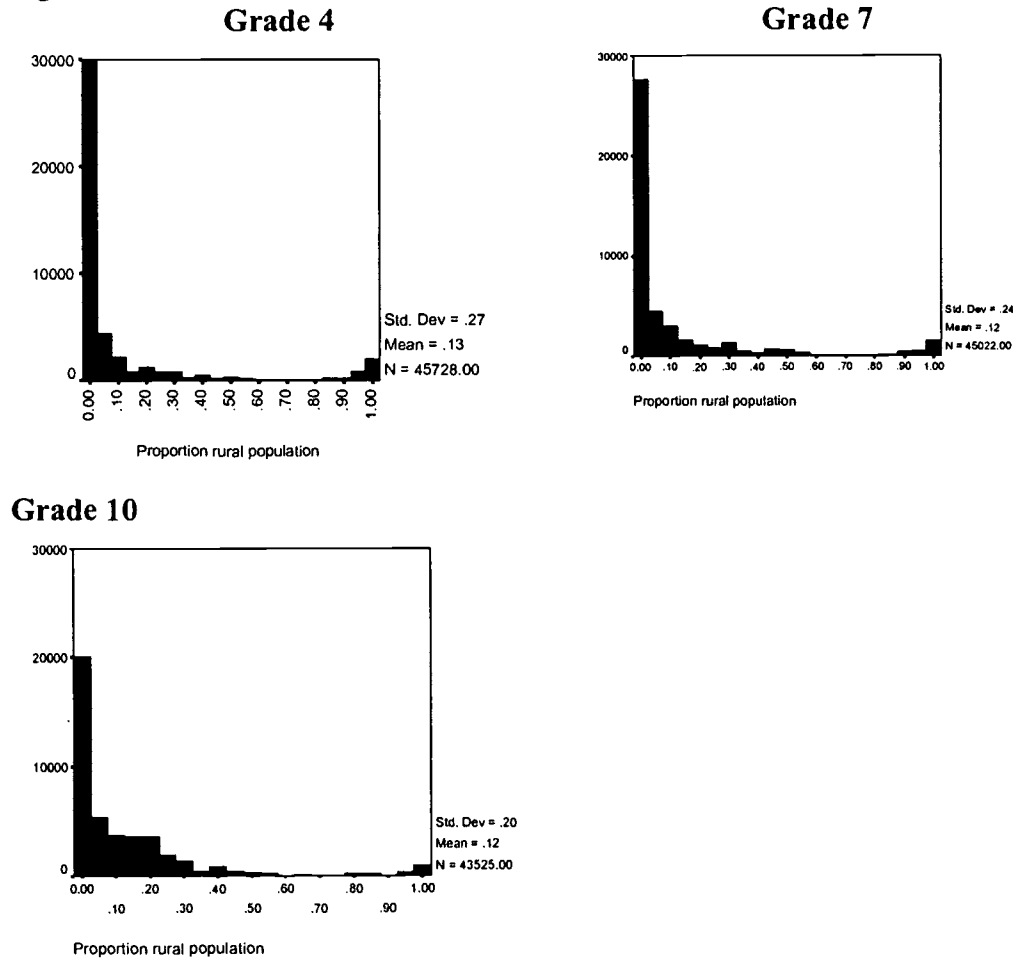 Grade 4
30000
20000
10000
0
0.00 .10 .20 .30 .40 .50 .60 .70 .80 .90 1.00
Proportion rural population
Std. Dev = .27
Mean = .13
N = 45728.00
Grade 7
30000
20000
10000
0
0.00 .10 .20 .30 .40 .50 .60 .70 .80 .90 1.00
Proportion rural population
Std. Dev = .24
Mean = .12
N = 45022.00
Grade 10
30000
20000
10000
0
0.00 .20 .40 .60 .80 1.00
.10 .30 .50 .70 .90
Proportion rural population
Std. Dev = .20
Mean = .12
N = 43525.00